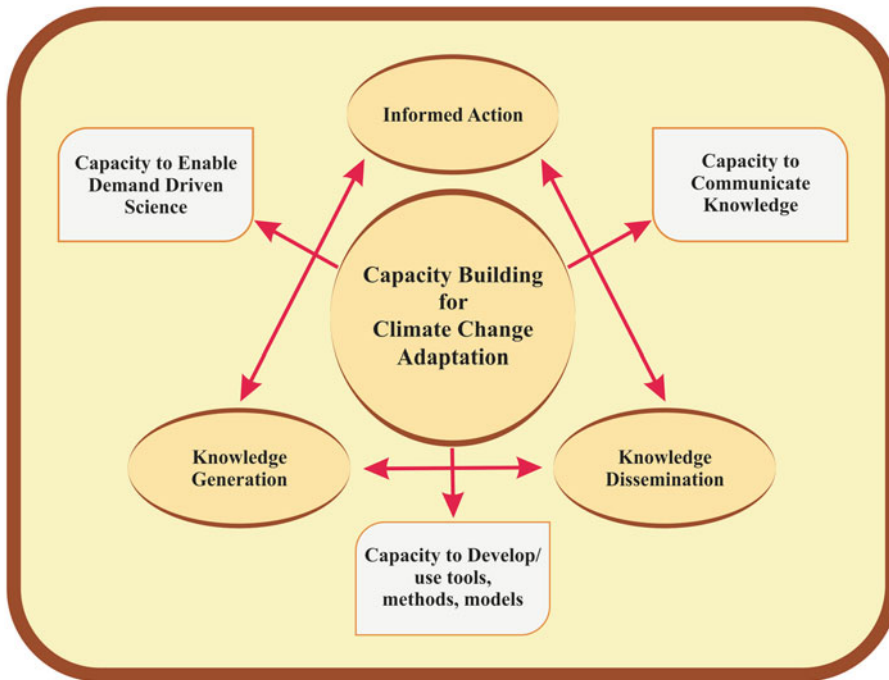 Informed Action
Capacity to Enable
Demand Driven
Science
Capacity to
Communicate
Knowledge
Capacity Building
for
Climate Change
Adaptation
Knowledge
Generation
Knowledge
Dissemination
Capacity to Develop/
use tools,
methods, models